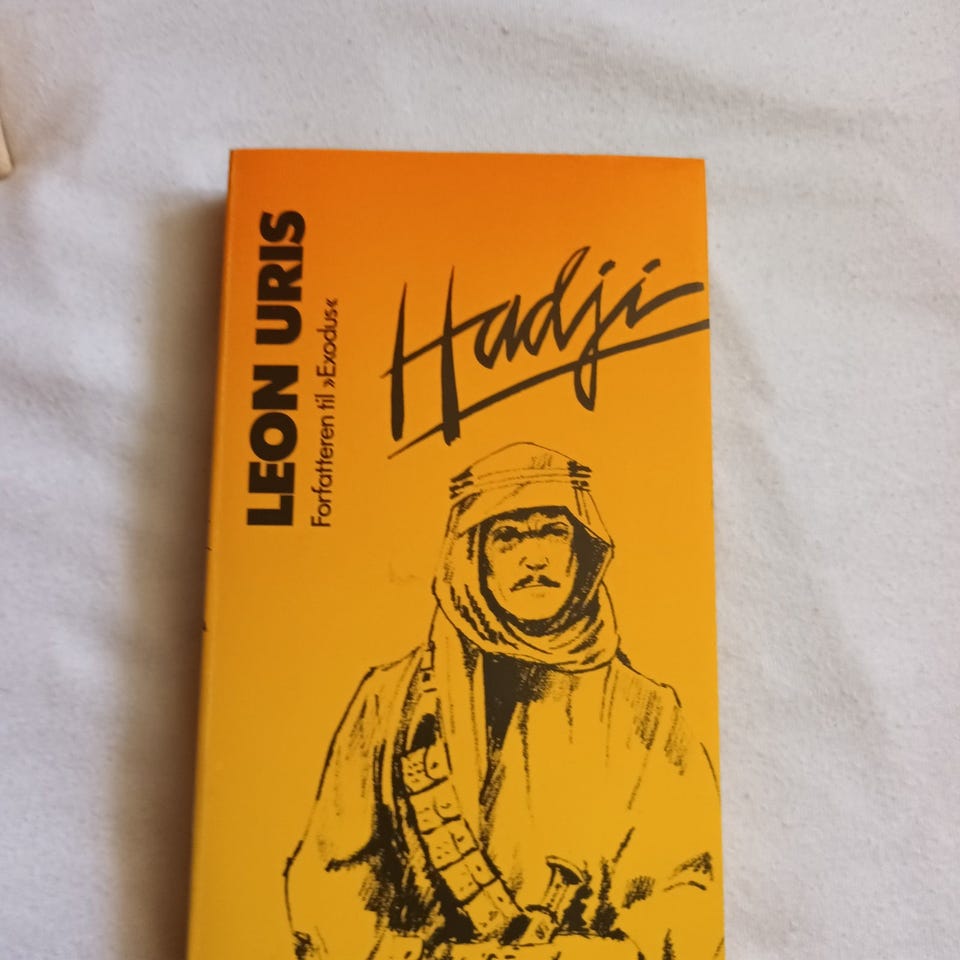 LEON URIS
Forfatteren til »Exodus«
Hadji